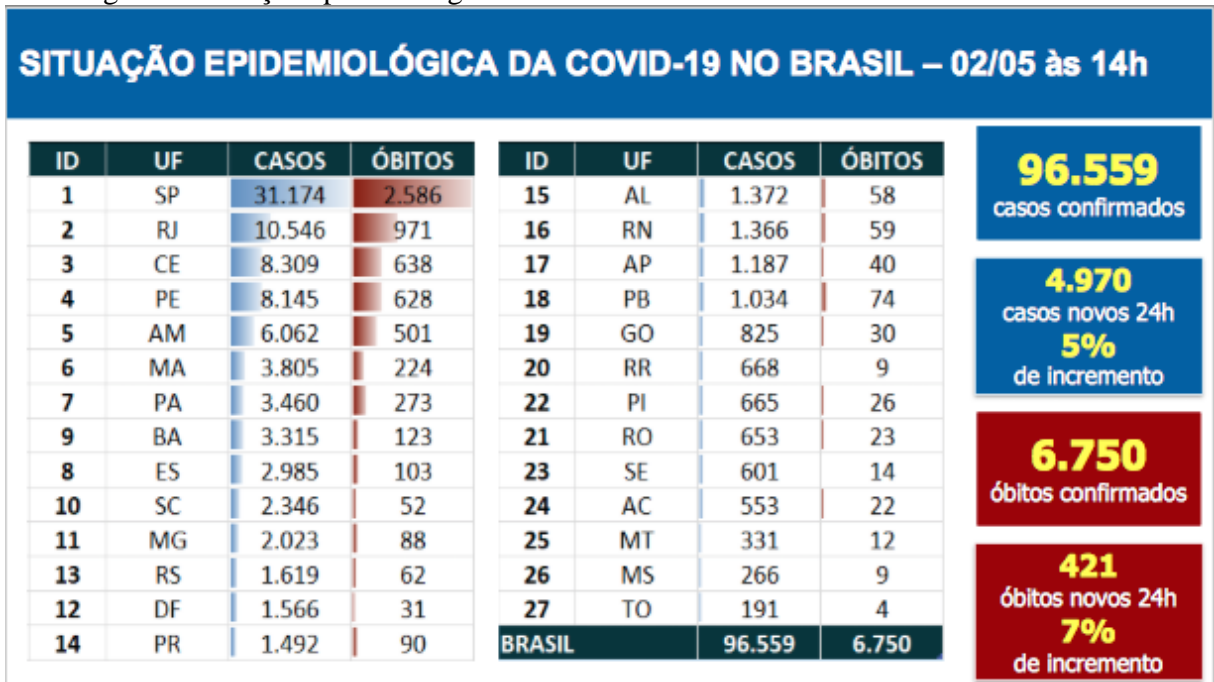 SITUAÇÃO EPIDEMIOLÓGICA DA COVID-19 NO BRASIL – 02/05 às 14h
ID UF CASOS ÓBITOS
1 SP 31.174 2.586
2 RJ 10.546 971
3 CE 8.309 638
4 PE 8.145 628
5 AM 6.062 501
6 MA 3.805 224
7 PA 3.460 273
9 BA 3.315 123
8 ES 2.985 103
10 SC 2.346 52
11 MG 2.023 88
13 RS 1.619 62
12 DF 1.566 31
14 PR 1.492 90
ID UF CASOS ÓBITOS
15 AL 1.372 58
16 RN 1.366 59
17 AP 1.187 40
18 PB 1.034 74
19 GO 825 30
20 RR 668 9
22 PI 665 26
21 RO 653 23
23 SE 601 14
24 AC 553 22
25 MT 331 12
26 MS 266 9
27 TO 191 4
BRASIL 96.559 6.750
96.559
casos confirmados
4.970
casos novos 24h
5%
de incremento
6.750
óbitos confirmados
421
óbitos novos 24h
7%
de incremento